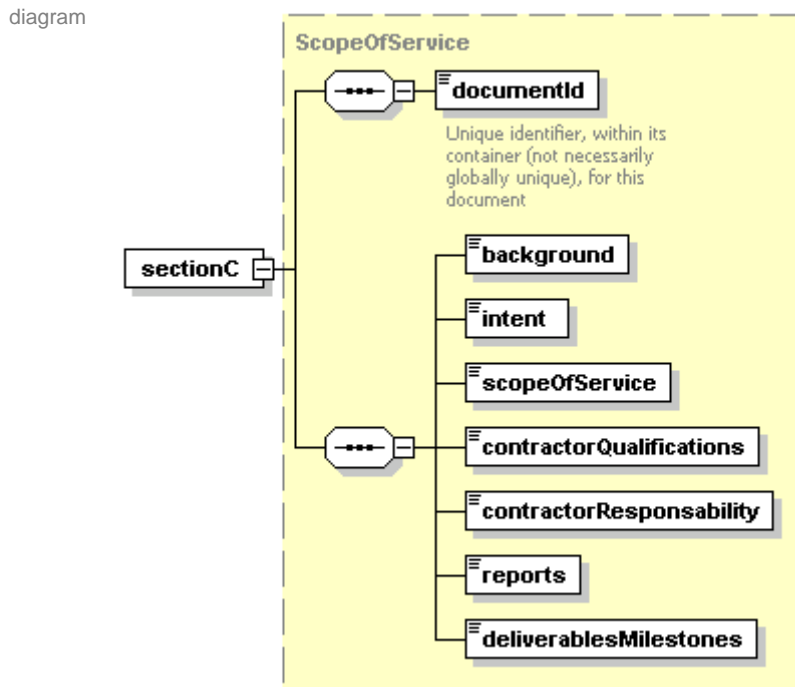 diagram
ScopeOfService
documentId
Unique identifier, within its
container (not necessarily
globally unique), for this
document
sectionC
background
intent
scopeOfService
contractorQualifications
contractorResponsability
reports
deliverablesMilestones